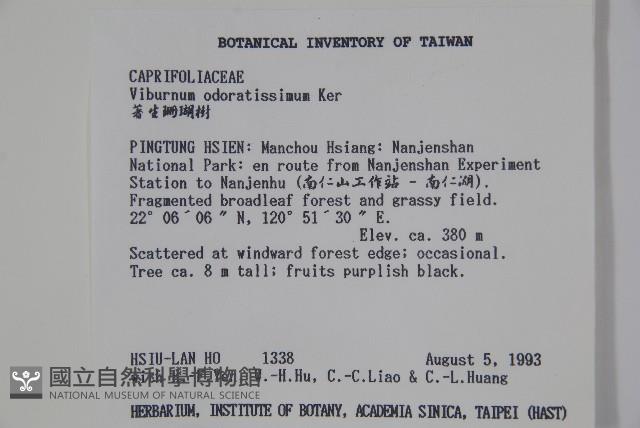 BOTANICAL INVENTORY OF TAIWAN
CAPRIFOLIACEAE
Viburnum odoratissimum Ker
著生珊瑚樹
PINGTUNG HSIEN: Manchou Hsiang: Nanjenshan
National Park: en route from Nanjenshan Experiment
Station to Nanjenhu (南仁山工作站 - 南仁湖).
Fragmented broadleaf forest and grassy field.
22° 06´06 ″ N, 120° 51´30 ″ E.
Elev. ca. 380 m
Scattered at windward forest edge; occasional.
Tree ca. 8 m tall; fruits purplish black.
HSIU-LAN HO 1338 August 5, 1993
with -H.Hu, C.-C.Liao & C.-L.Huang
國立自然科學博物館
NATIONAL MUSEUM OF NATURAL SCIENCE
HERBARIUM, INSTITUTE OF BOTANY, ACADEMIA SINICA, TAIPEI (HAST)